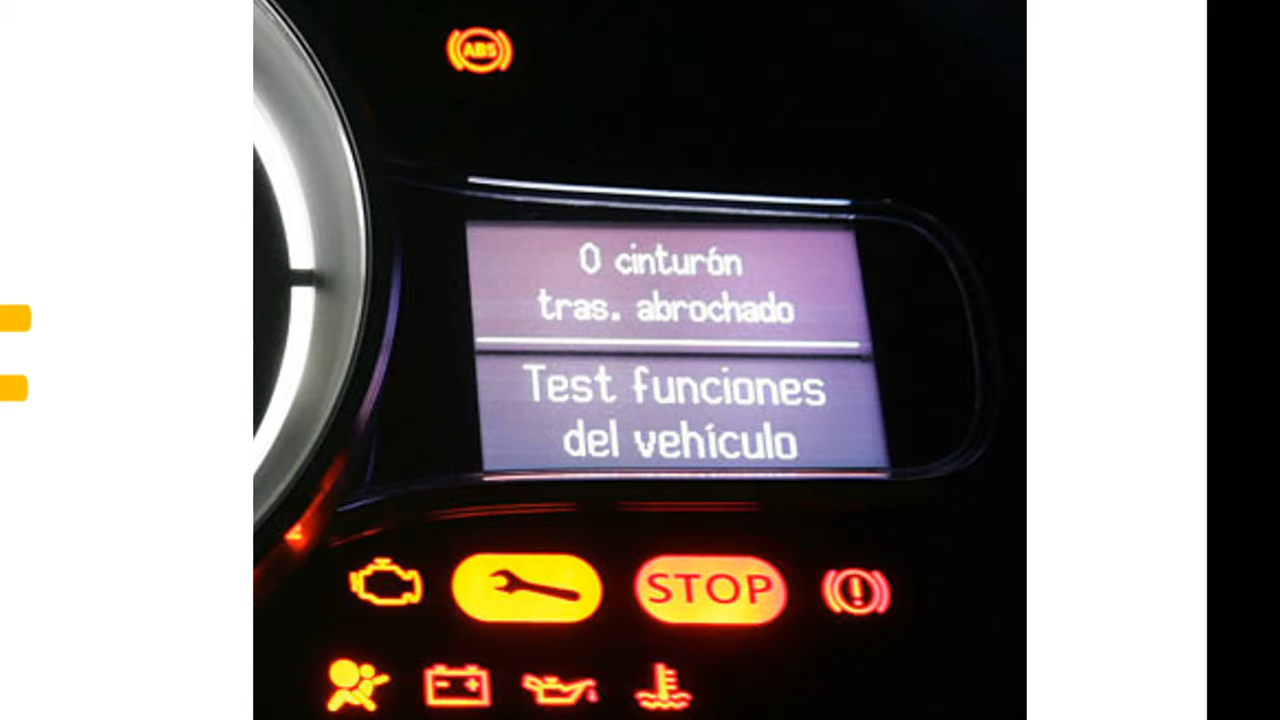 ABS
0 cinturón
tras. abrochado
Test funciones
del vehículo
STOP